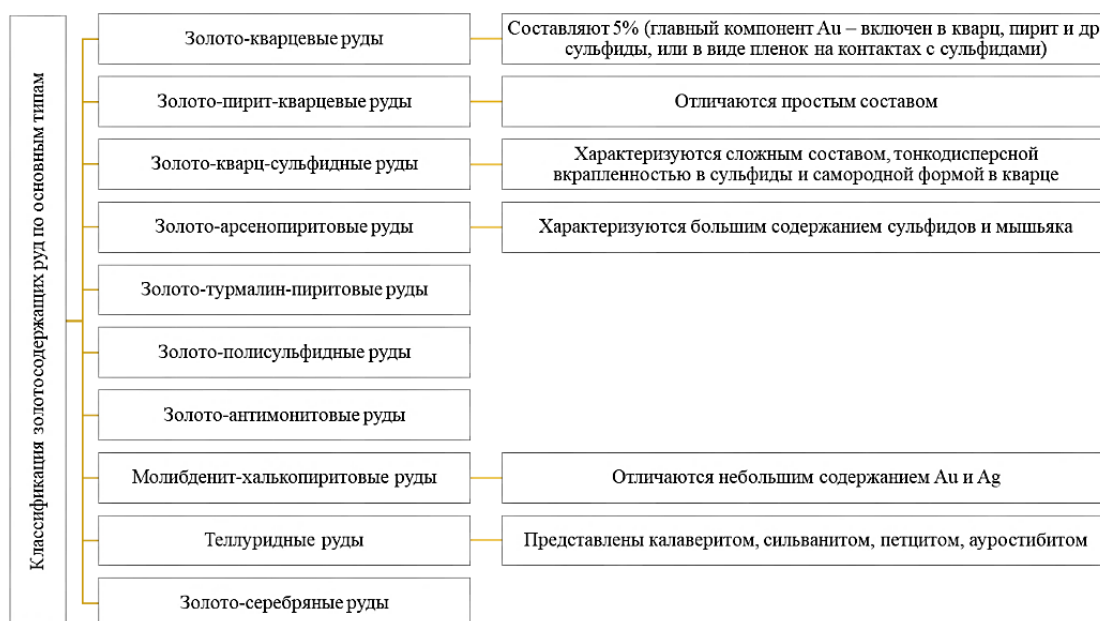 Классификация золотосодержащих руд по основным типам
Золото-кварцевые руды
Составляют 5% (главный компонент Au – включен в кварц, пирит и др
сульфиды, или в виде пленок на контактах с сульфидами)
Золото-пирит-кварцевые руды
Отличаются простым составом
Золото-кварц-сульфидные руды
Характеризуются сложным составом, тонкодисперсной
вкрапленностью в сульфиды и самородной формой в кварце
Золото-арсенопиритовые руды
Характеризуются большим содержанием сульфидов и мышьяка
Золото-турмалин-пиритовые руды
Золото-полисульфидные руды
Золото-антимонитовые руды
Молибденит-халькопиритовые руды
Отличаются небольшим содержанием Au и Ag
Теллуридные руды
Представлены калаверитом, сильванитом, петцитом, ауростибитом
Золото-серебряные руды